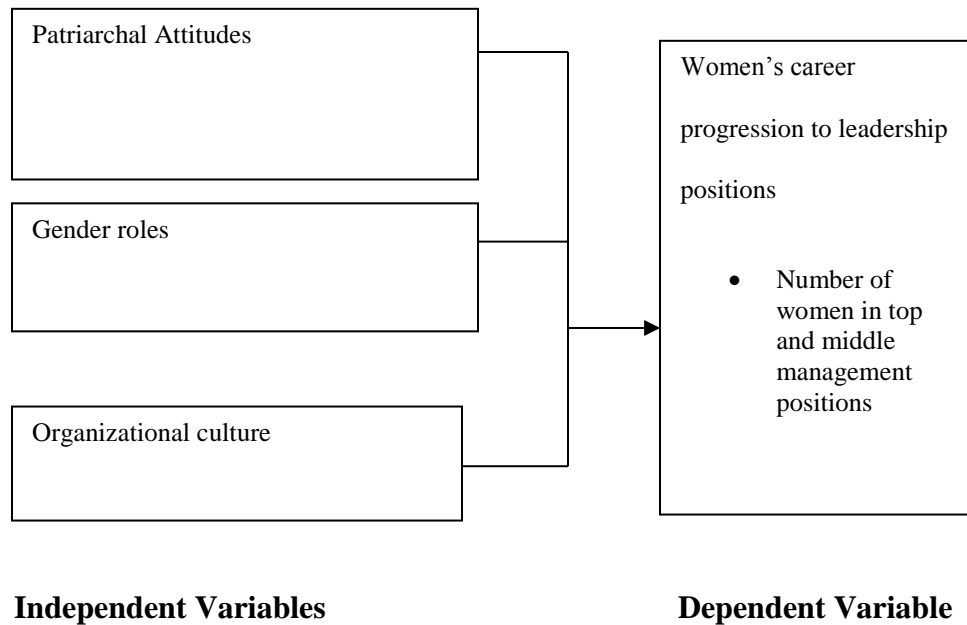 Patriarchal Attitudes
Gender roles
Organizational culture
Women’s career
progression to leadership
positions
• Number of
women in top
and middle
management
positions
Independent Variables
Dependent Variable